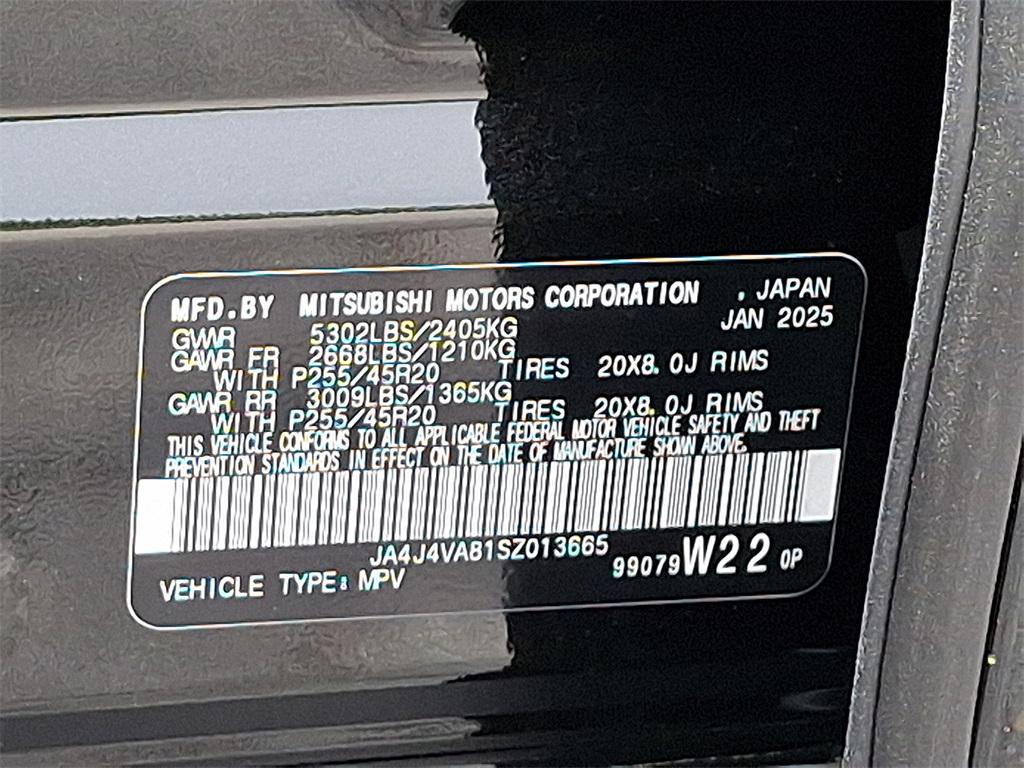 MFD.BY MITSUBISHI MOTORS CORPORATION . JAPAN
JAN 2025
GVWR 5302LBS/2405KG
GAWR FR 2668LBS/1210KG
WITH P255/45R20 TIRES 20X8.0J RIMS
GAWR RR 3009LBS/1365KG
WITH P255/45R20 TIRES 20X8.0J RIMS
THIS VEHICLE CONFORMS TO ALL APPLICABLE FEDERAL MOTOR VEHICLE SAFETY AND THEFT
PREVENTION STANDARDS IN EFFECT ON THE DATE OF MANUFACTURE SHOWN ABOVE.
JA4J4VA81SZ013665
99079 W22 0P
VEHICLE TYPE: MPV